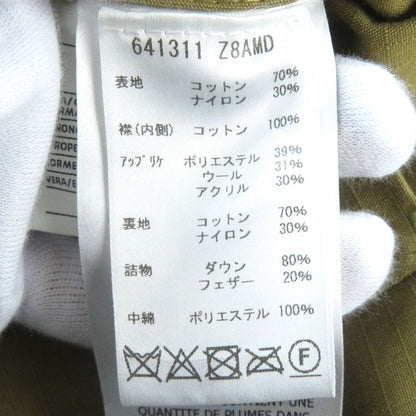 641311 Z8AMD
表地 コットン 70%
ナイロン 30%
襟(内側) コットン 100%
アップリケ ポリエステル 39%
ウール 31%
アクリル 30%
裏地 コットン 70%
ナイロン 30%
詰物 ダウン 80%
フェザー 20%
中綿 ポリエステル 100%
F
CONTIENT UNE
QUANTITE DE PLUMES DANS